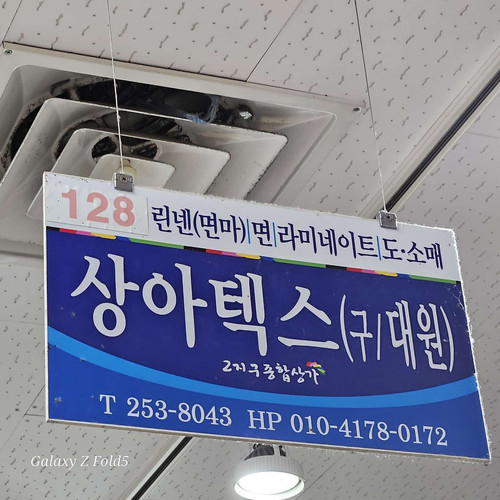 128 린넨(면마)|면|라미네이트|도·소매
상아텍스(구/대원)
2지구종합상가
T 253-8043 HP 010-4178-0172
Galaxy Z Fold5